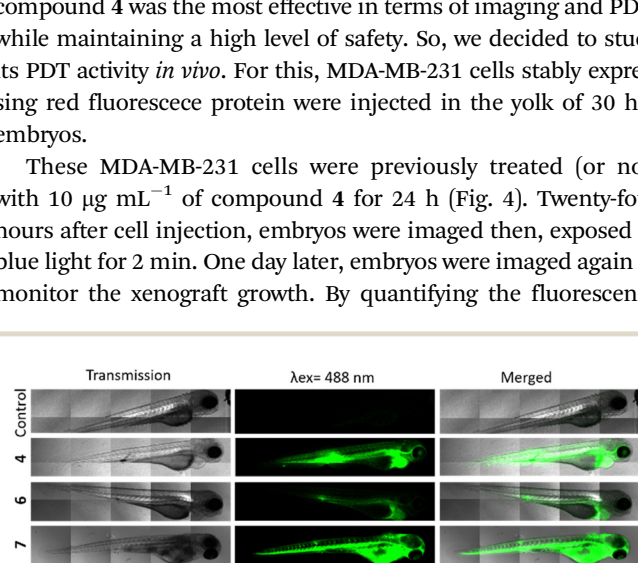 compound 4 was the most effective in terms of imaging and PD
while maintaining a high level of safety. So, we decided to stu
its PDT activity in vivo. For this, MDA-MB-231 cells stably expre
sing red fluorescece protein were injected in the yolk of 30 h
embryos.
These MDA-MB-231 cells were previously treated (or no
with 10 μg mL−1 of compound 4 for 24 h (Fig. 4). Twenty-fo
hours after cell injection, embryos were imaged then, exposed
blue light for 2 min. One day later, embryos were imaged again
monitor the xenograft growth. By quantifying the fluorescen
Transmission λex= 488 nm Merged
Control
4
6
7